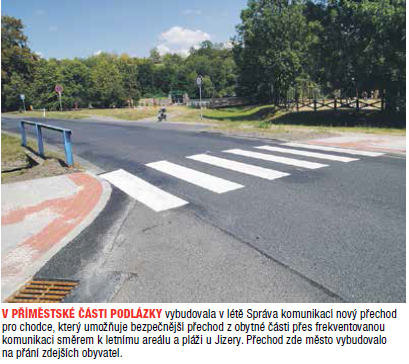 V PŘÍMĚSTSKÉ ČÁSTI PODLÁZKY vybudovala v létě Správa komunikací nový přechod
pro chodce, který umožňuje bezpečnější přechod z obytné části přes frekventovanou
komunikaci směrem k letnímu areálu a pláži u Jizery. Přechod zde město vybudovalo
na přání zdejších obyvatel.